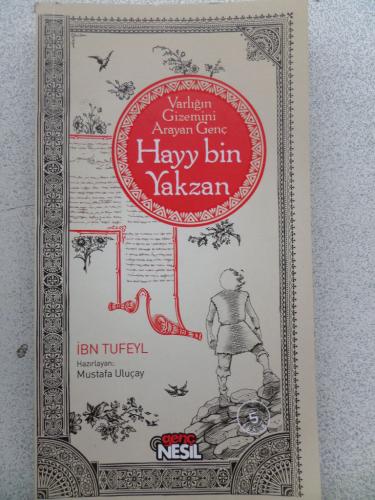 Varlığın
Gizemini
Arayan Genç
Hayy bin
Yakzan
İBN TUFEYL
Hazırlayan:
Mustafa Uluçay
5
genç
NESİL